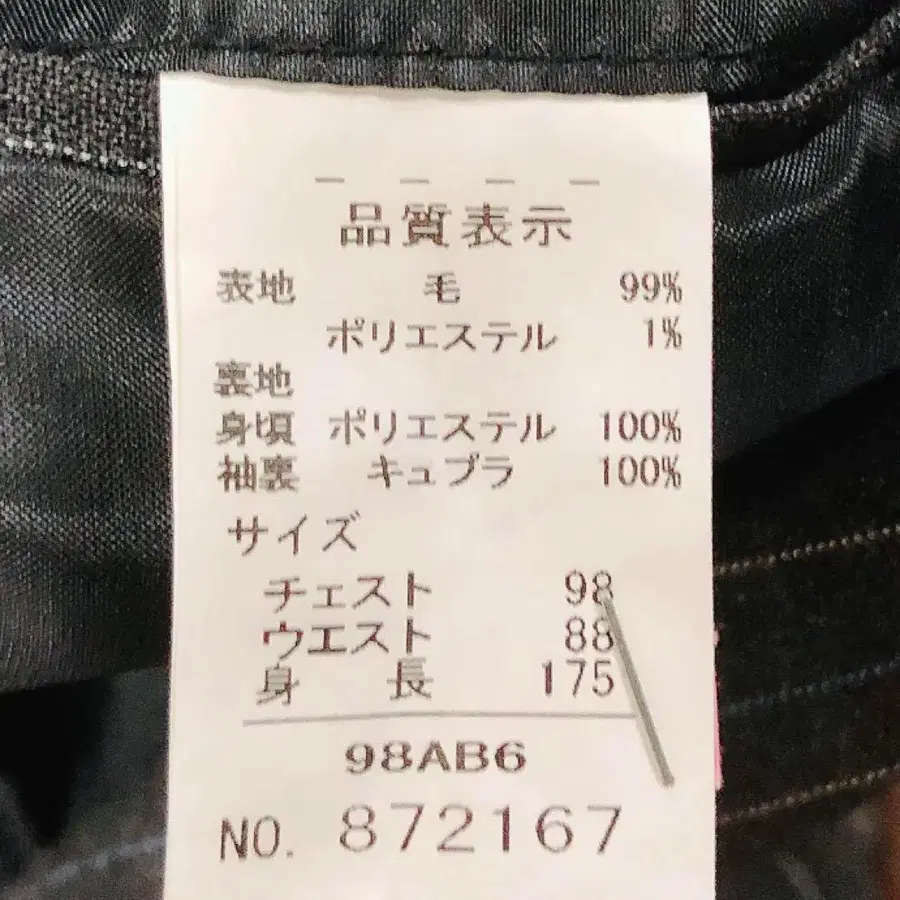 品質表示
表地 毛 99%
ポリエステル 1%
裏地
身頃 ポリエステル 100%
袖裏 キュプラ 100%
サイズ
チェスト 98
ウエスト 88
身長 175
98AB6
NO. 872167